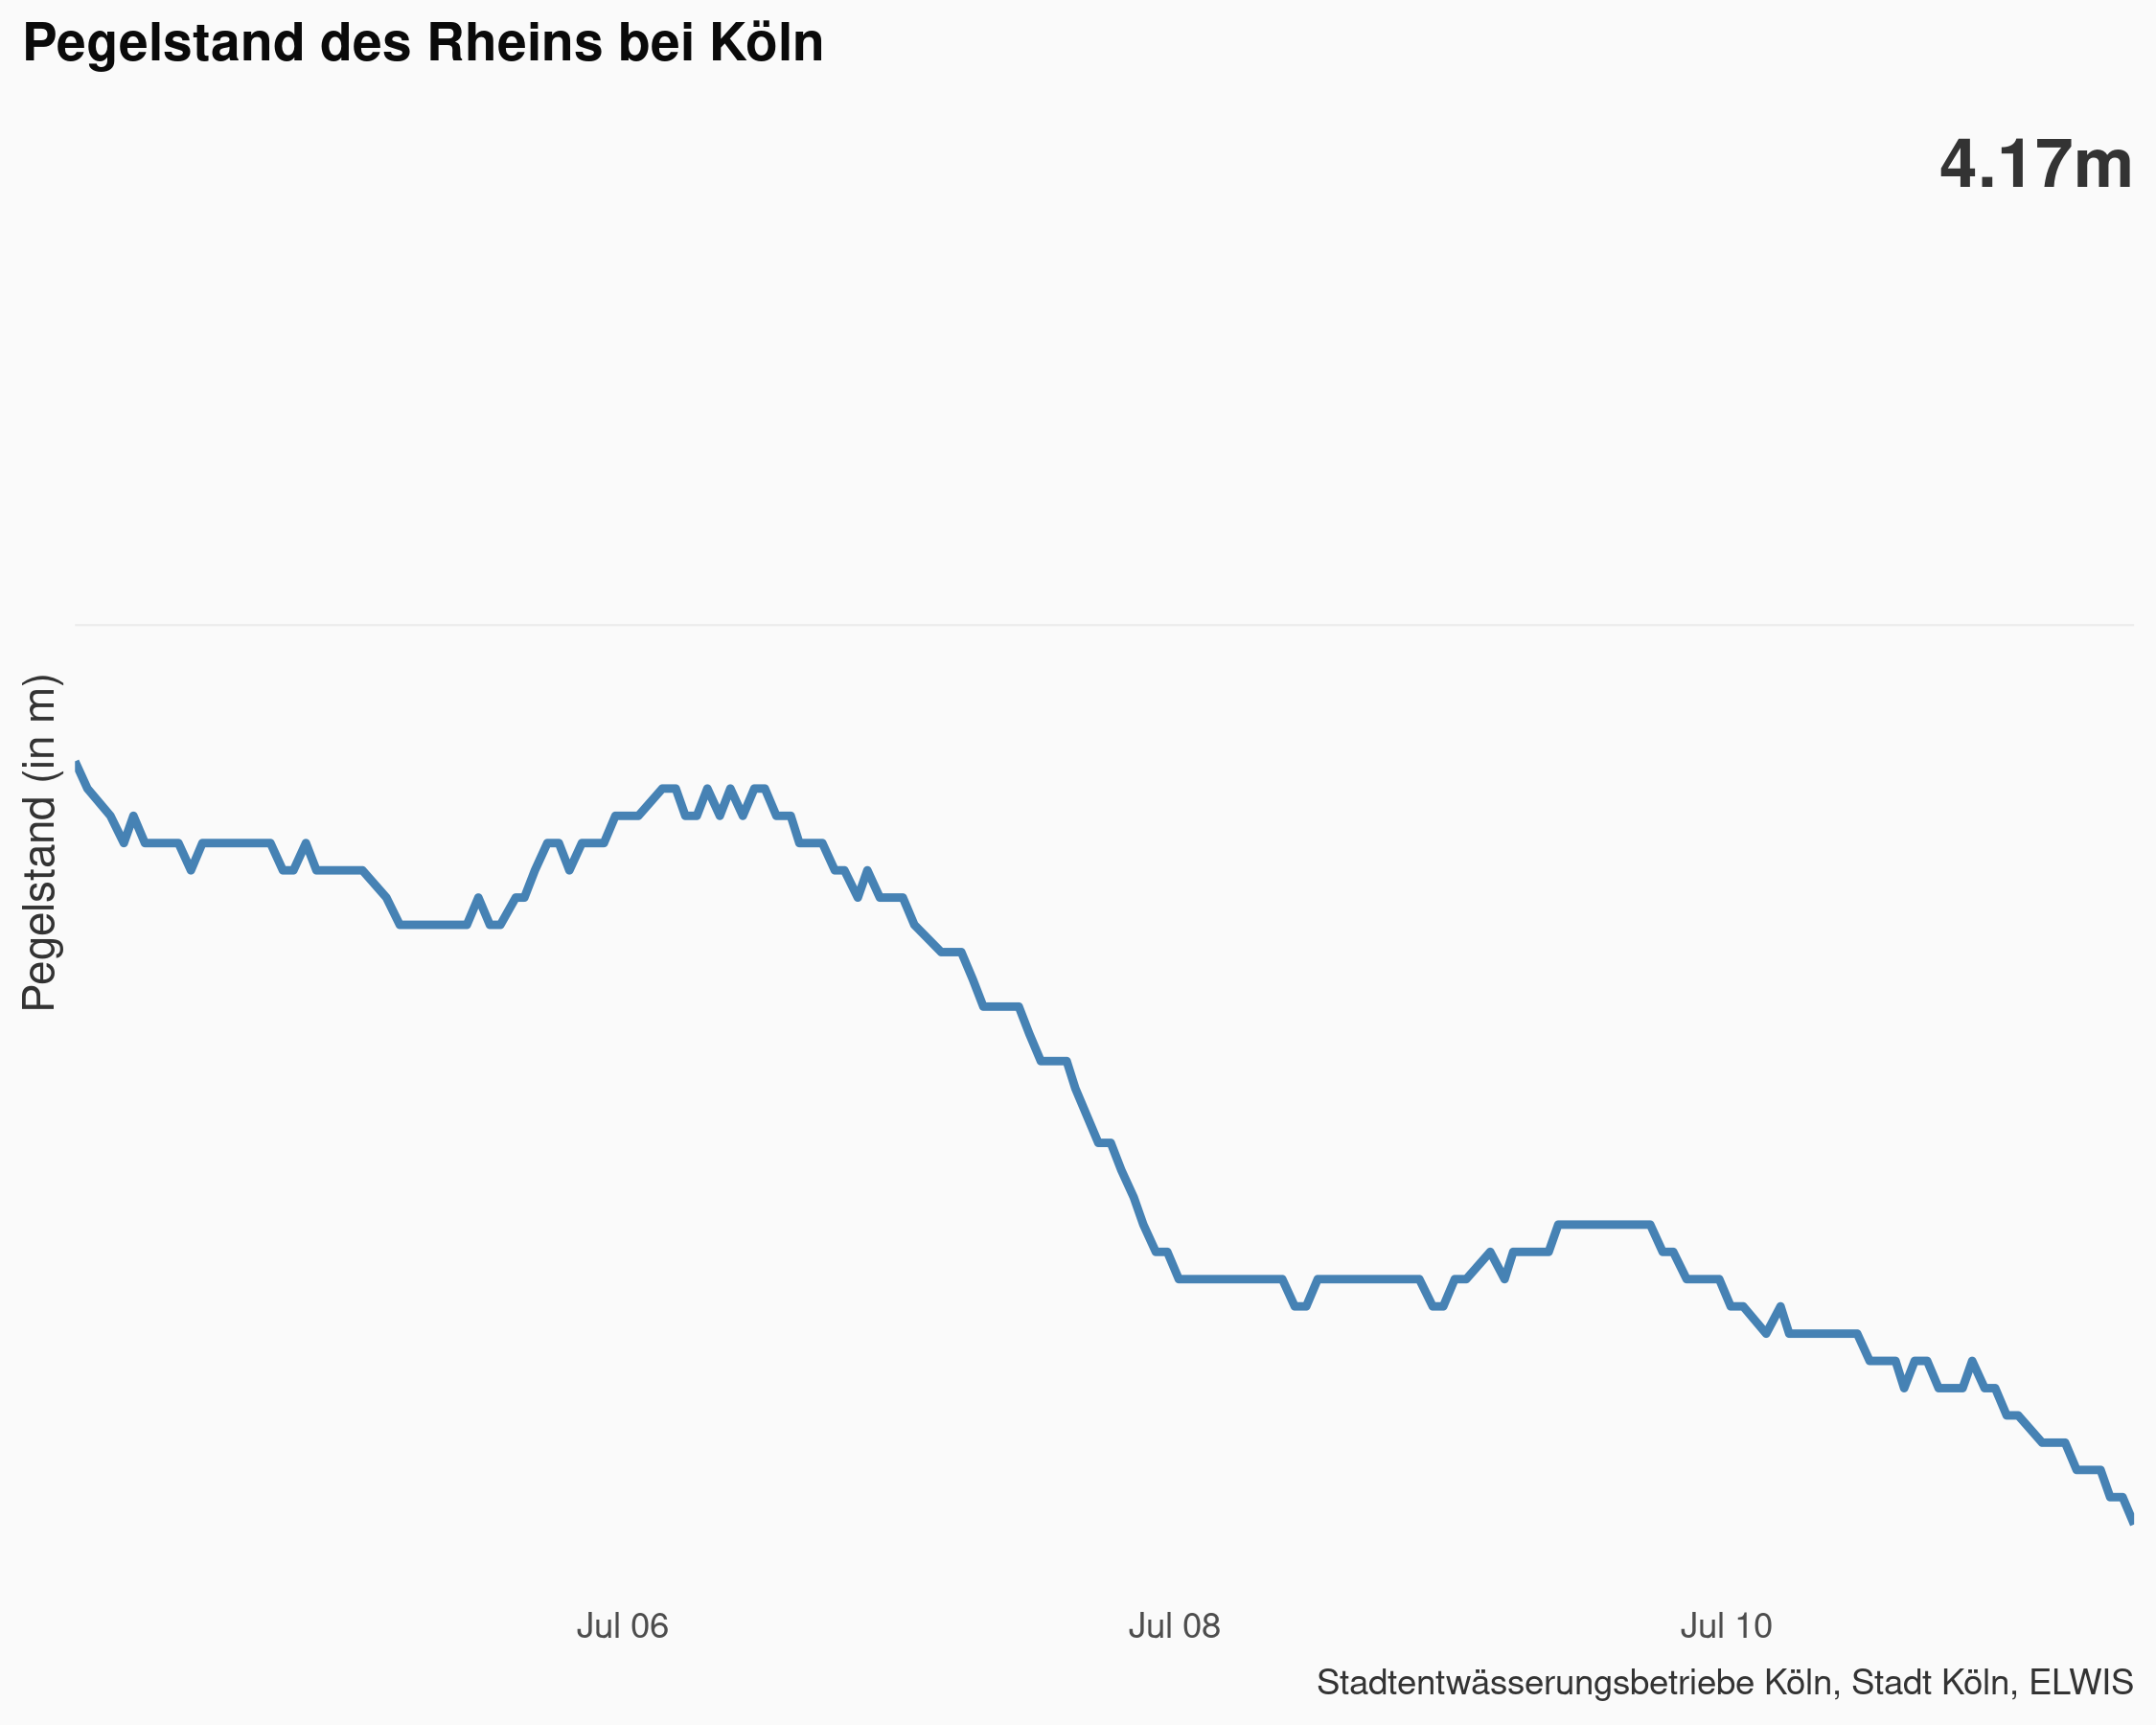 Pegelstand des Rheins bei Köln
4.17m
Pegelstand (in m)
Jul 06
Jul 08
Jul 10
Stadtentwässerungsbetriebe Köln, Stadt Köln, ELWIS